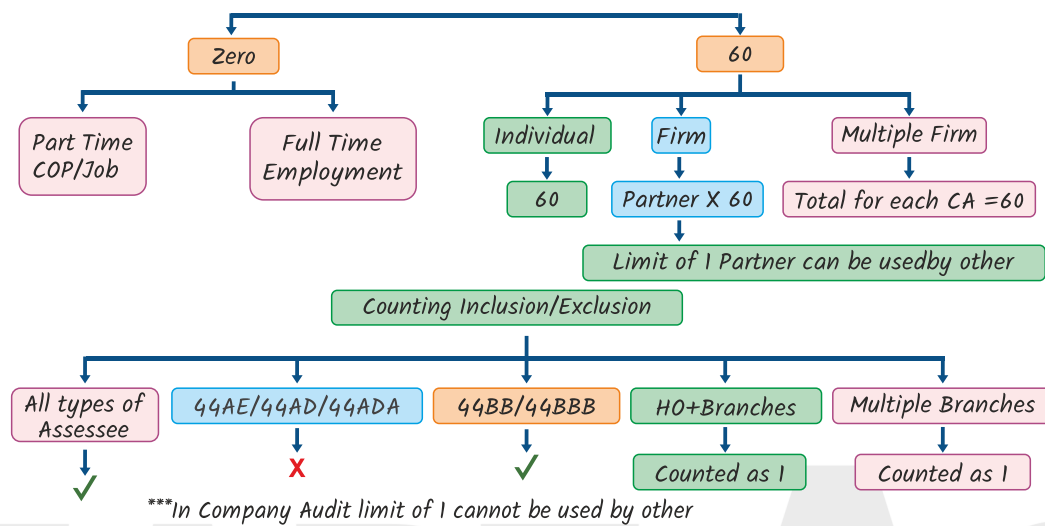 Zero
60
Part Time
COP/Job
Full Time
Employment
Individual
Firm
Multiple Firm
60
Partner X 60
Total for each CA =60
Limit of 1 Partner can be usedby other
Counting Inclusion/Exclusion
All types of
Assessee
44AE/44AD/44ADA
44BB/44BBB
HO+Branches
Multiple Branches
X
✓
✓
Counted as 1
Counted as 1
***In Company Audit limit of 1 cannot be used by other